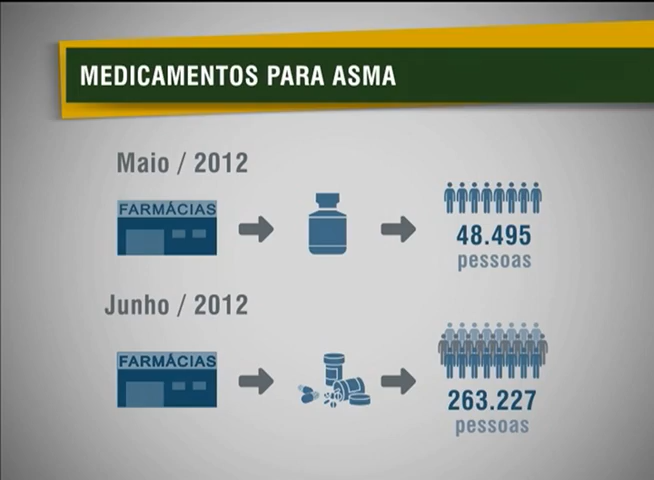 MEDICAMENTOS PARA ASMA
Maio / 2012
FARMÁCIAS
48.495
pessoas
Junho / 2012
FARMÁCIAS
263.227
pessoas